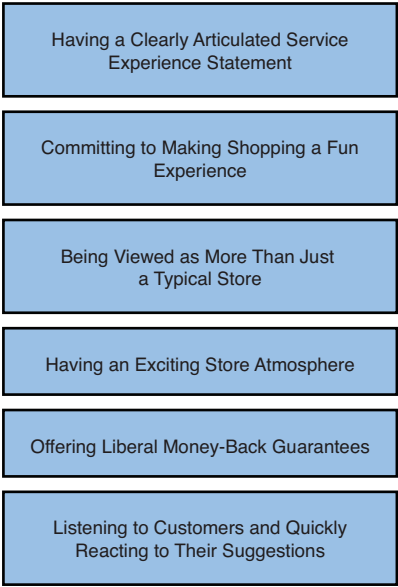 Having a Clearly Articulated Service
Experience Statement
Committing to Making Shopping a Fun
Experience
Being Viewed as More Than Just
a Typical Store
Having an Exciting Store Atmosphere
Offering Liberal Money-Back Guarantees
Listening to Customers and Quickly
Reacting to Their Suggestions